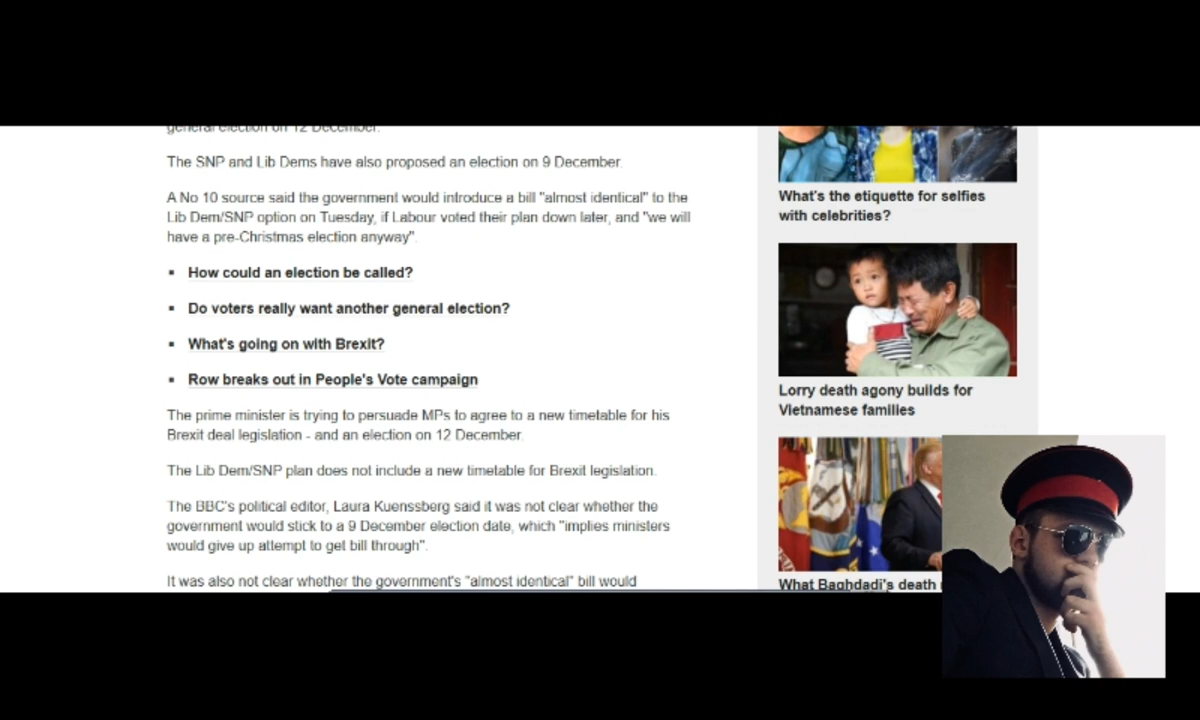 general election on 12 December.
The SNP and Lib Dems have also proposed an election on 9 December.
A No 10 source said the government would introduce a bill "almost identical" to the
Lib Dem/SNP option on Tuesday, if Labour voted their plan down later, and "we will
have a pre-Christmas election anyway".
How could an election be called?
Do voters really want another general election?
What's going on with Brexit?
Row breaks out in People's Vote campaign
The prime minister is trying to persuade MPs to agree to a new timetable for his
Brexit deal legislation - and an election on 12 December.
The Lib Dem/SNP plan does not include a new timetable for Brexit legislation.
The BBC's political editor, Laura Kuenssberg said it was not clear whether the
government would stick to a 9 December election date, which "implies ministers
would give up attempt to get bill through".
It was also not clear whether the government's "almost identical" bill would
What's the etiquette for selfies
with celebrities?
Lorry death agony builds for
Vietnamese families
What Baghdadi's death